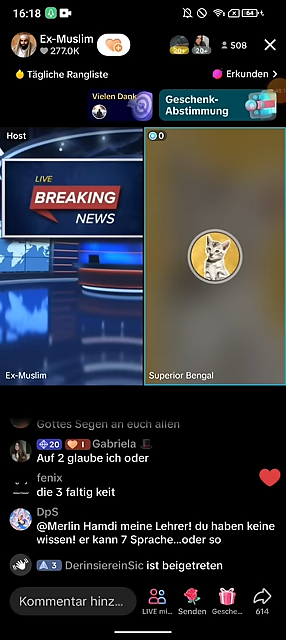 16:18
Ex-Muslim
277.0K
20+
20+
508
Tägliche Rangliste
Erkunden >
Vielen Dank
Geschenk-
Abstimmung
Host
0
LIVE
BREAKING
NEWS
Ex-Muslim
Superior Bengal
Gottes Segen an euch allen
20
1
Gabriela
Auf 2 glaube ich oder
fenix
die 3 faltig keit
DpS
@Merlin Hamdi meine Lehrer! du haben keine
wissen! er kann 7 Sprache...oder so
3
DerinsiereinSic ist beigetreten
Kommentar hinz...
LIVE mi...
Senden
Gesche...
614